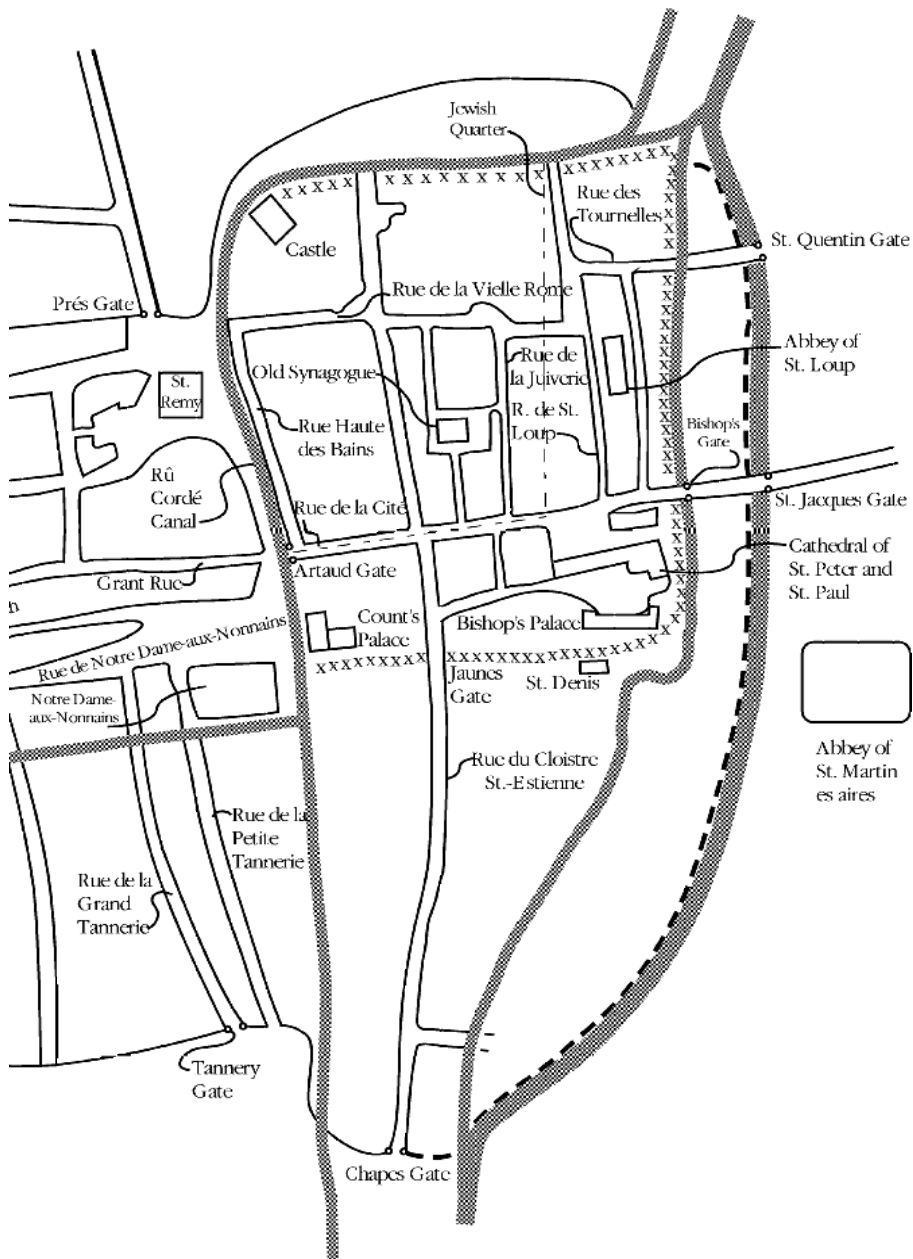 Jewish
Quarter
Rue des
Tournelles
St. Quentin Gate
Castle
Prés Gate
Rue de la Vielle Rome
Abbey of
St. Loup
Old Synagogue
Rue de
la Juiverie
St.
Remy
Rue Haute
des Bains
R. de St.
Loup
Bishop's
Gate
Rû
Cordé
Canal
Rue de la Cité
St. Jacques Gate
Artaud Gate
Cathedral of
St. Peter and
St. Paul
Grant Rue
h
Count's
Palace
Bishop's Palace
Rue de Notre Dame-aux-Nonnains
Jaunes
Gate
St. Denis
Notre Dame-
aux-Nonnains
Abbey of
St. Martin
es aires
Rue du Cloistre
St.-Estienne
Rue de la
Petite
Tannerie
Rue de la
Grand
Tannerie
Tannery
Gate
Chapes Gate